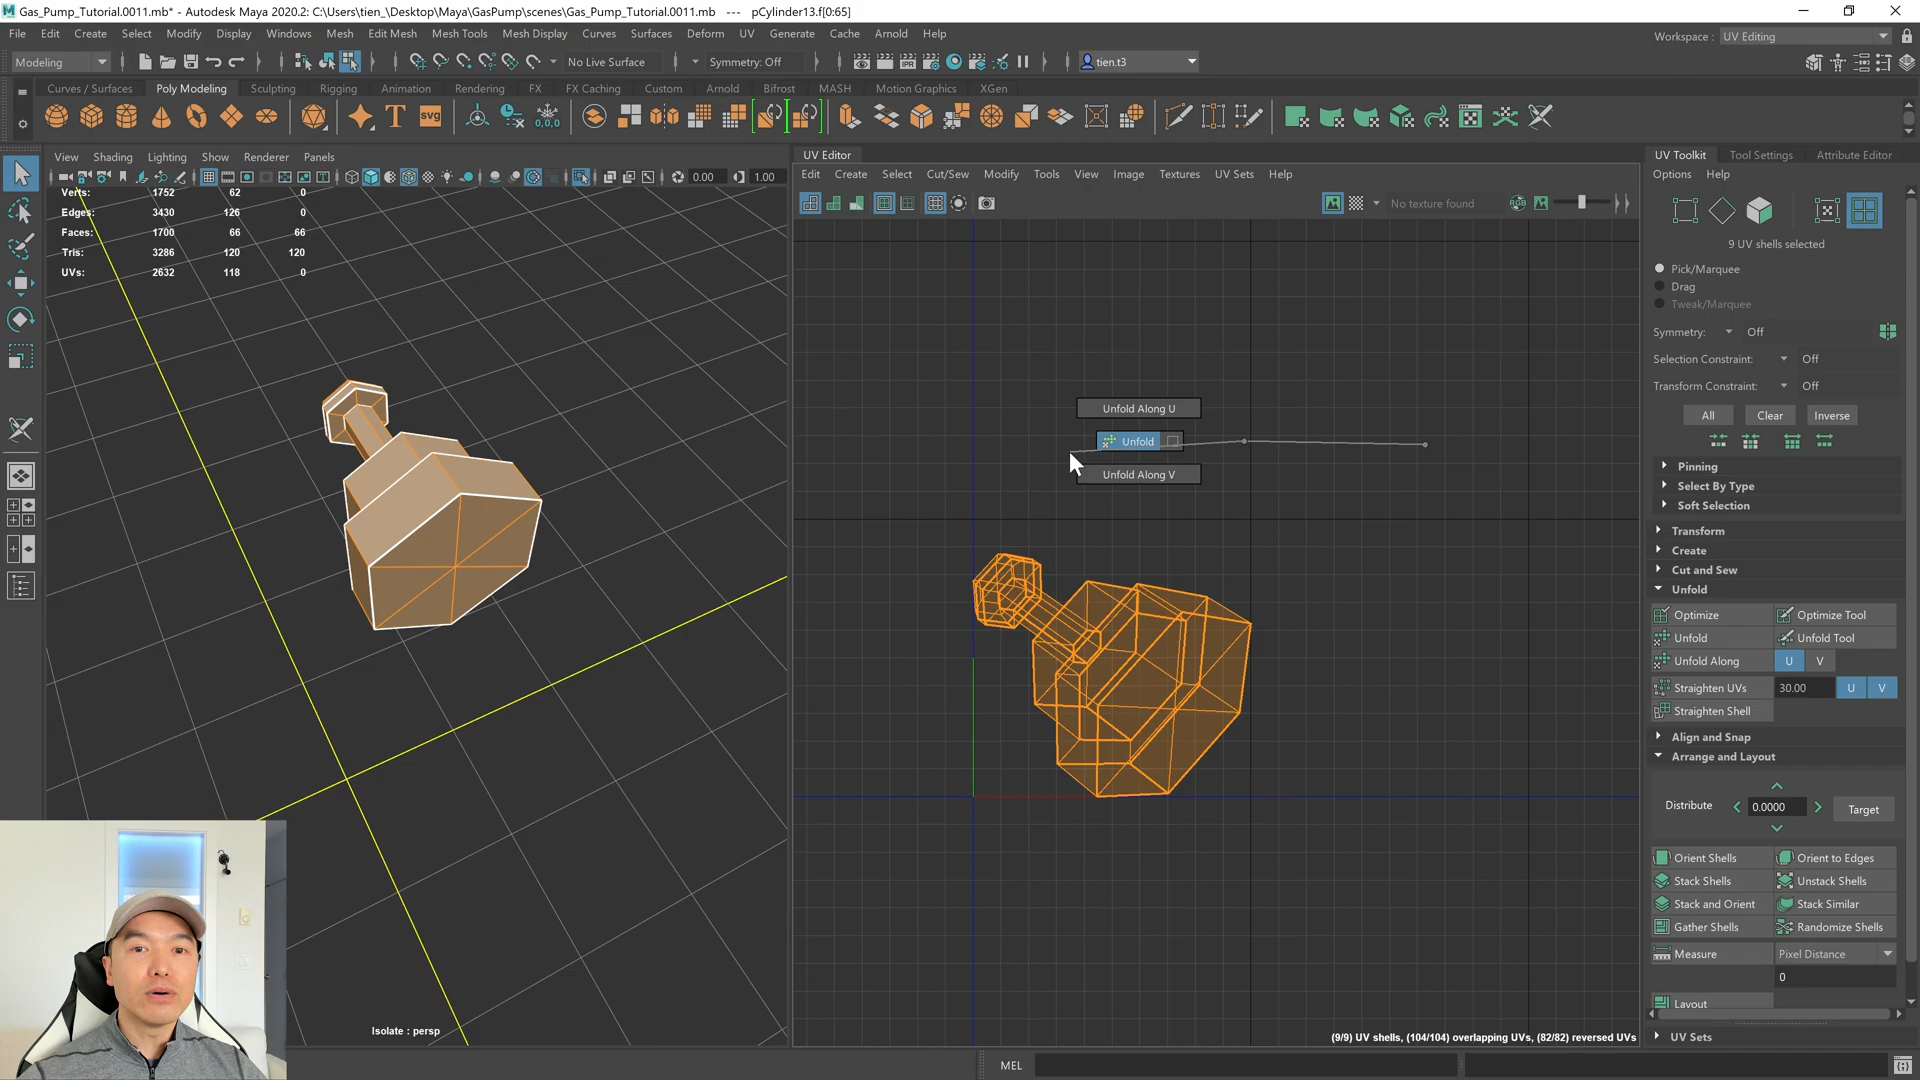 Gas_Pump_Tutorial.0011.mb* - Autodesk Maya 2020.2: C:\Users\tien_\Desktop\Maya\GasPump\scenes\Gas_Pump_Tutorial.0011.mb --- pCylinder13.f[0:65]
File Edit Create Select Modify Display Windows Mesh Edit Mesh Mesh Tools Mesh Display Curves Surfaces Deform UV Generate Cache Arnold Help
Workspace : UV Editing
Modeling No Live Surface Symmetry: Off tien.t3
Curves / Surfaces Poly Modeling Sculpting Rigging Animation Rendering FX FX Caching Custom Arnold Bifrost MASH Motion Graphics XGen
T svg IPR 0,0,0
View Shading Lighting Show Renderer Panels
0.00 1.00
Verts: 1752 62 0
Edges: 3430 126 0
Faces: 1700 66 66
Tris: 3286 120 120
UVs: 2632 118 0
Isolate : persp
UV Editor
Edit Create Select Cut/Sew Modify Tools View Image Textures UV Sets Help
No texture found RGB
Unfold Along U
Unfold
Unfold Along V
(9/9) UV shells, (104/104) overlapping UVs, (82/82) reversed UVs
UV Toolkit Tool Settings Attribute Editor
Options Help
9 UV shells selected
Pick/Marquee
Drag
Tweak/Marquee
Symmetry: Off
Selection Constraint: Off
Transform Constraint: Off
All Clear Inverse
Pinning
Select By Type
Soft Selection
Transform
Create
Cut and Sew
Unfold
Optimize Optimize Tool
Unfold Unfold Tool
Unfold Along U V
Straighten UVs 30.00 U V
Straighten Shell
Align and Snap
Arrange and Layout
Distribute 0.0000 Target
Orient Shells Orient to Edges
Stack Shells Unstack Shells
Stack and Orient Stack Similar
Gather Shells Randomize Shells
Measure Pixel Distance
0
Layout
UV Sets
MEL